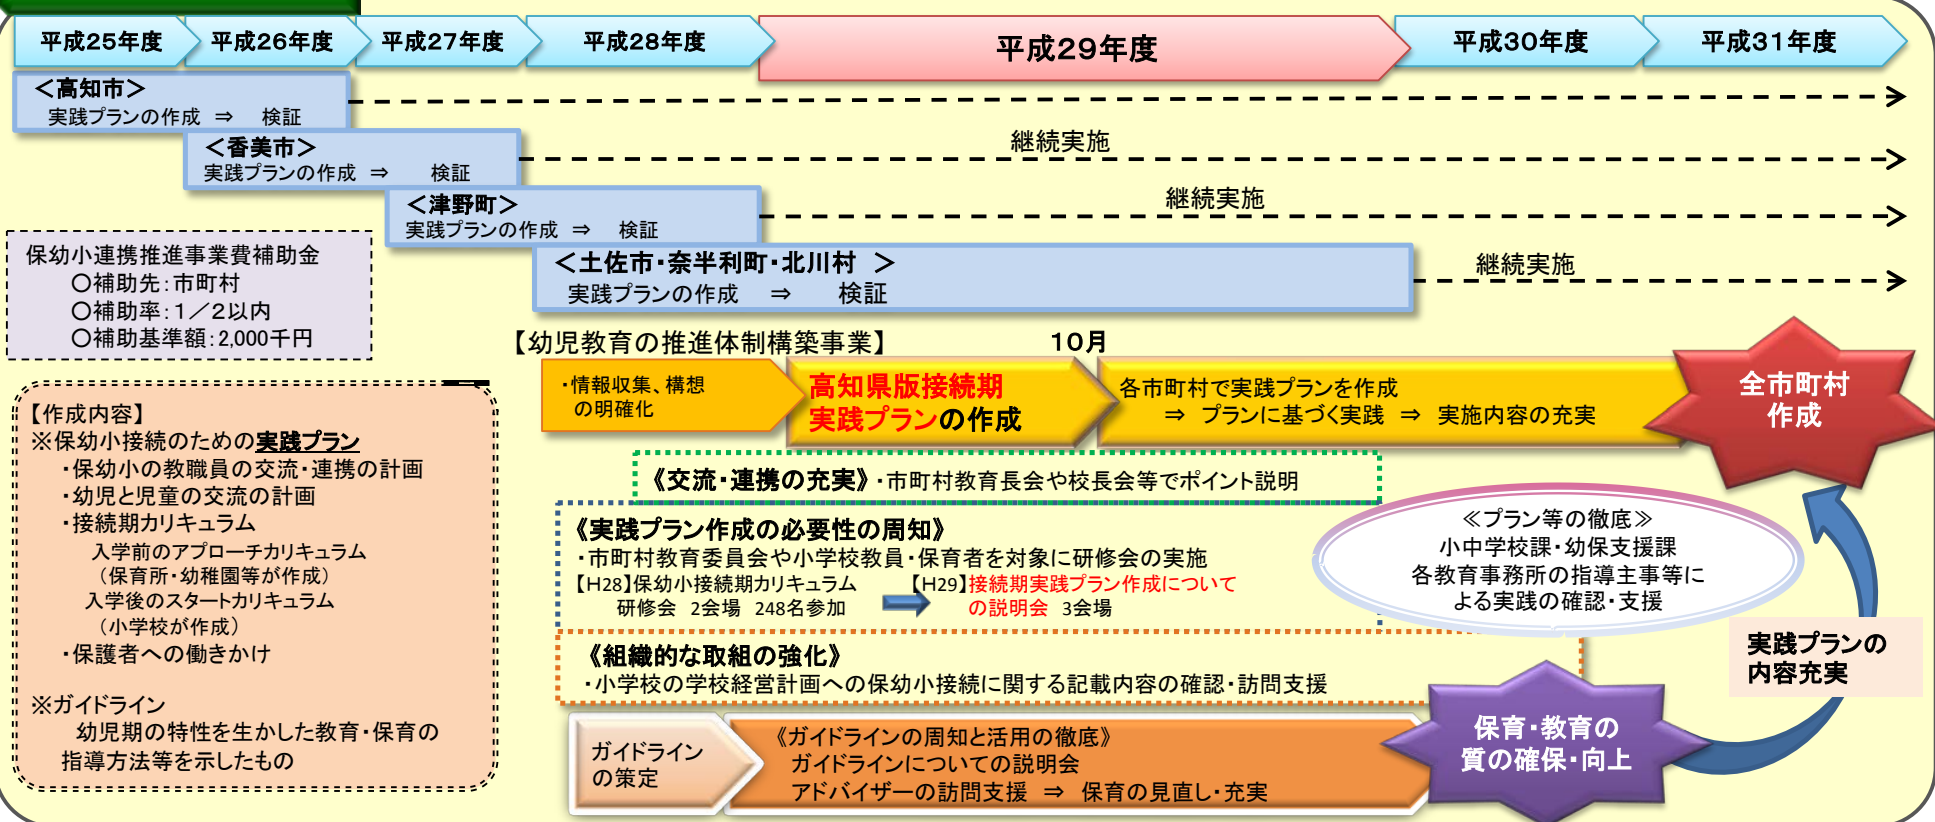 平成25年度
平成26年度
平成27年度
平成28年度
平成29年度
平成30年度
平成31年度
＜高知市＞
実践プランの作成 ⇒ 検証
＜香美市＞
実践プランの作成 ⇒ 検証
継続実施
＜津野町＞
実践プランの作成 ⇒ 検証
継続実施
＜土佐市・奈半利町・北川村 ＞
実践プランの作成 ⇒ 検証
継続実施
保幼小連携推進事業費補助金
○補助先：市町村
○補助率：１／２以内
○補助基準額：2,000千円
【作成内容】
※保幼小接続のための実践プラン
・保幼小の教職員の交流・連携の計画
・幼児と児童の交流の計画
・接続期カリキュラム
入学前のアプローチカリキュラム
（保育所・幼稚園等が作成）
入学後のスタートカリキュラム
（小学校が作成）
・保護者への働きかけ
※ガイドライン
幼児期の特性を生かした教育・保育の
指導方法等を示したもの
【幼児教育の推進体制構築事業】
10月
・情報収集、構想
の明確化
高知県版接続期
実践プランの作成
各市町村で実践プランを作成
⇒ プランに基づく実践 ⇒ 実施内容の充実
全市町村
作成
《交流・連携の充実》・市町村教育長会や校長会等でポイント説明
《実践プラン作成の必要性の周知》
・市町村教育委員会や小学校教員・保育者を対象に研修会の実施
【H28】保幼小接続期カリキュラム
研修会 2会場 248名参加
【H29】接続期実践プラン作成について
の説明会 3会場
≪プラン等の徹底≫
小中学校課・幼保支援課
各教育事務所の指導主事等に
よる実践の確認・支援
《組織的な取組の強化》
・小学校の学校経営計画への保幼小接続に関する記載内容の確認・訪問支援
実践プランの
内容充実
ガイドライン
の策定
《ガイドラインの周知と活用の徹底》
ガイドラインについての説明会
アドバイザーの訪問支援 ⇒ 保育の見直し・充実
保育・教育の
質の確保・向上